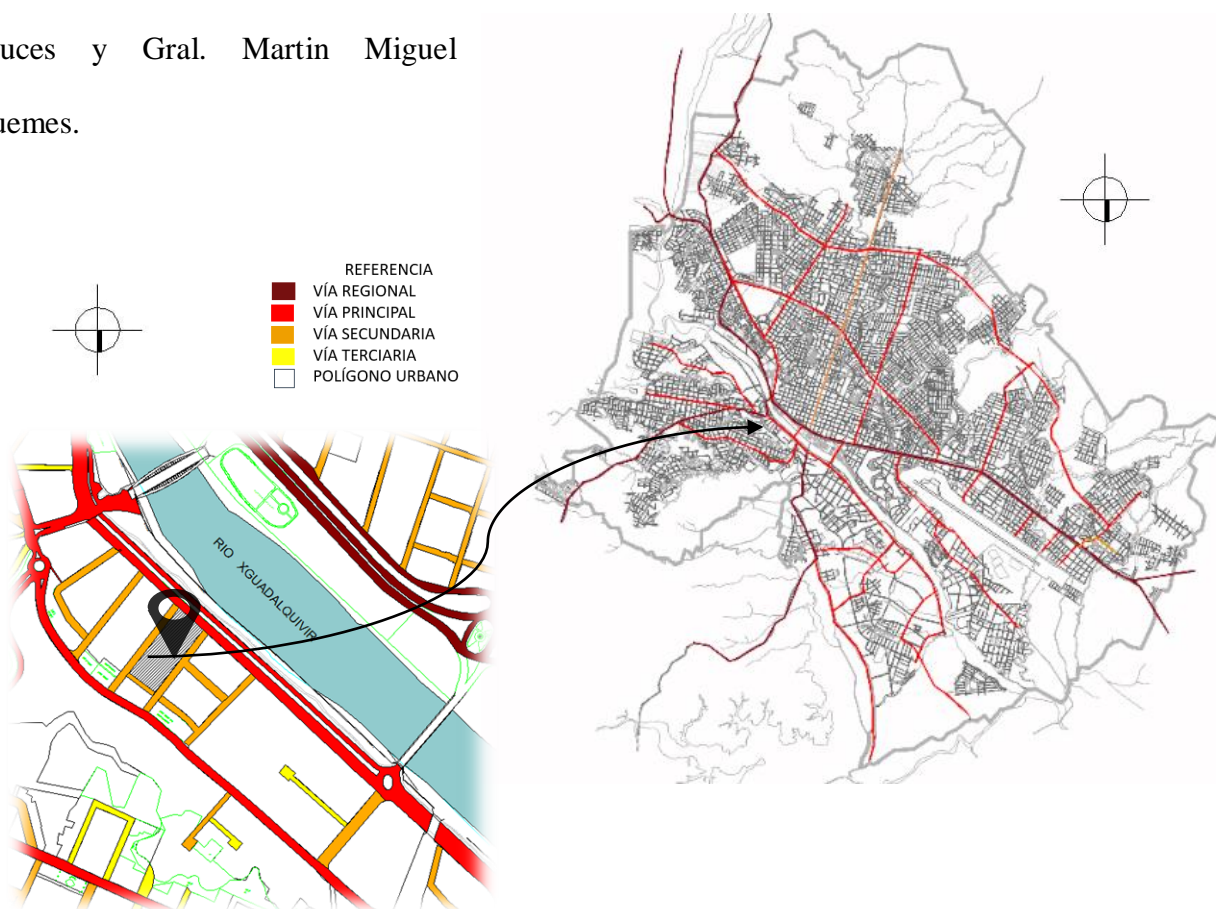 uces y Gral. Martin Miguel
uemes.
REFERENCIA
VÍA REGIONAL
VÍA PRINCIPAL
VÍA SECUNDARIA
VÍA TERCIARIA
POLÍGONO URBANO
RIO XGUADALQUIVIR